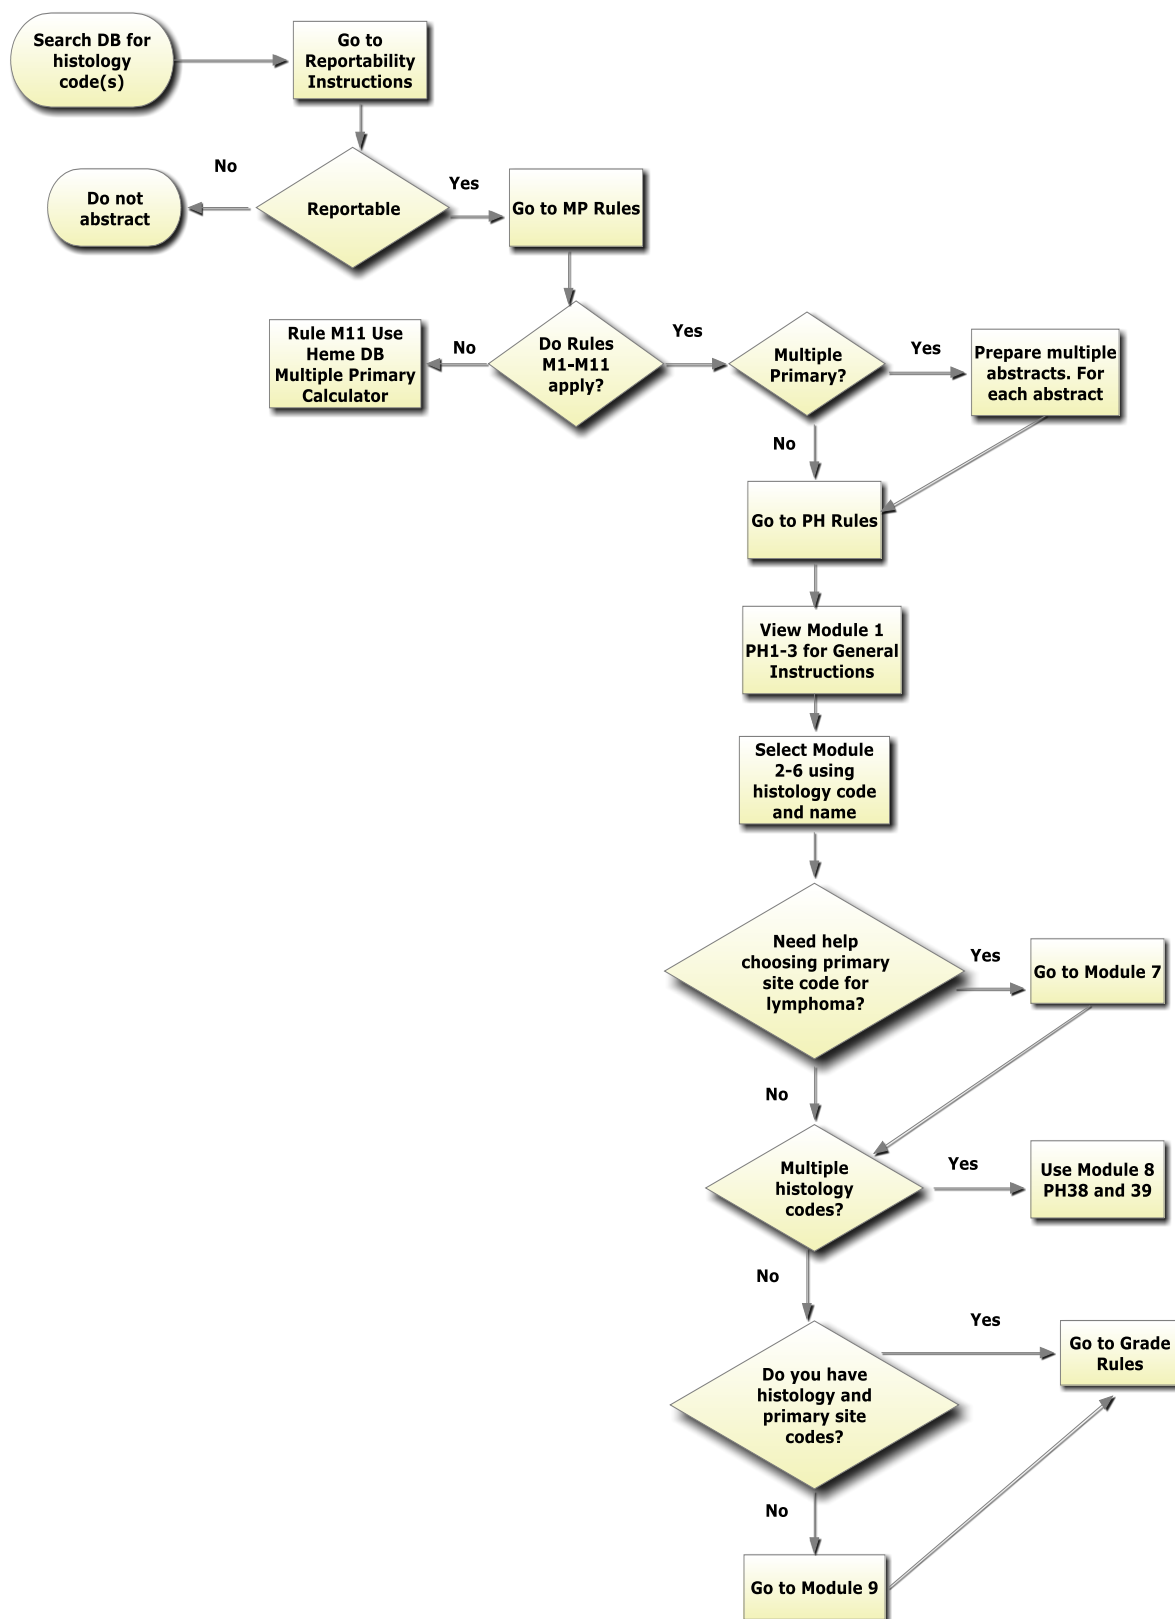 Search DB for
histology
code(s)
Go to
Reportability
Instructions
No
Do not
abstract
Reportable
Yes
Go to MP Rules
Rule M11 Use
Heme DB
Multiple Primary
Calculator
No
Do Rules
M1-M11
apply?
Yes
Multiple
Primary?
Yes
Prepare multiple
abstracts. For
each abstract
No
Go to PH Rules
View Module 1
PH1-3 for General
Instructions
Select Module
2-6 using
histology code
and name
Need help
choosing primary
site code for
lymphoma?
Yes
Go to Module 7
No
Multiple
histology
codes?
Yes
Use Module 8
PH38 and 39
No
Do you have
histology and
primary site
codes?
Yes
Go to Grade
Rules
No
Go to Module 9